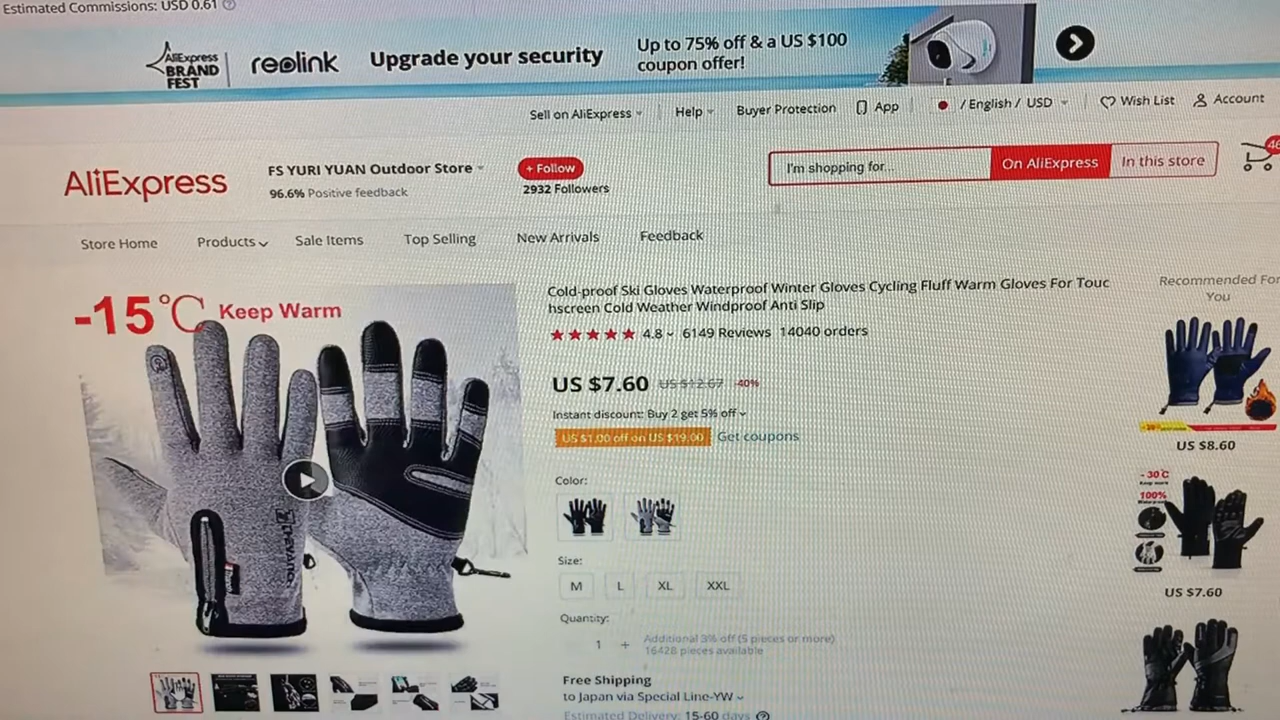 Estimated Commissions: USD 0.61
AliExpress
BRAND
FEST
reolink
Upgrade your security
Up to 75% off & a US $100
coupon offer!
Sell on AliExpress
Help
Buyer Protection
App
/ English / USD
Wish List
Account
AliExpress
FS YURI YUAN Outdoor Store
96.6% Positive feedback
+ Follow
2932 Followers
I'm shopping for...
On AliExpress
In this store
46
Store Home
Products
Sale Items
Top Selling
New Arrivals
Feedback
-15°C Keep Warm
Cold-proof Ski Gloves Waterproof Winter Gloves Cycling Fluff Warm Gloves For Touc
hscreen Cold Weather Windproof Anti Slip
4.8
6149 Reviews
14040 orders
US $7.60 US $12.67 -40%
Instant discount: Buy 2 get 5% off
US $1.00 off on US $19.00
Get coupons
Color:
Size:
M
L
XL
XXL
Quantity:
1 +
Additional 3% off (5 pieces or more)
16428 pieces available
Free Shipping
to Japan via Special Line-YW
Estimated Delivery: 15-60 days
Recommended For
You
US $8.60
- 30°C
100%
US $7.60